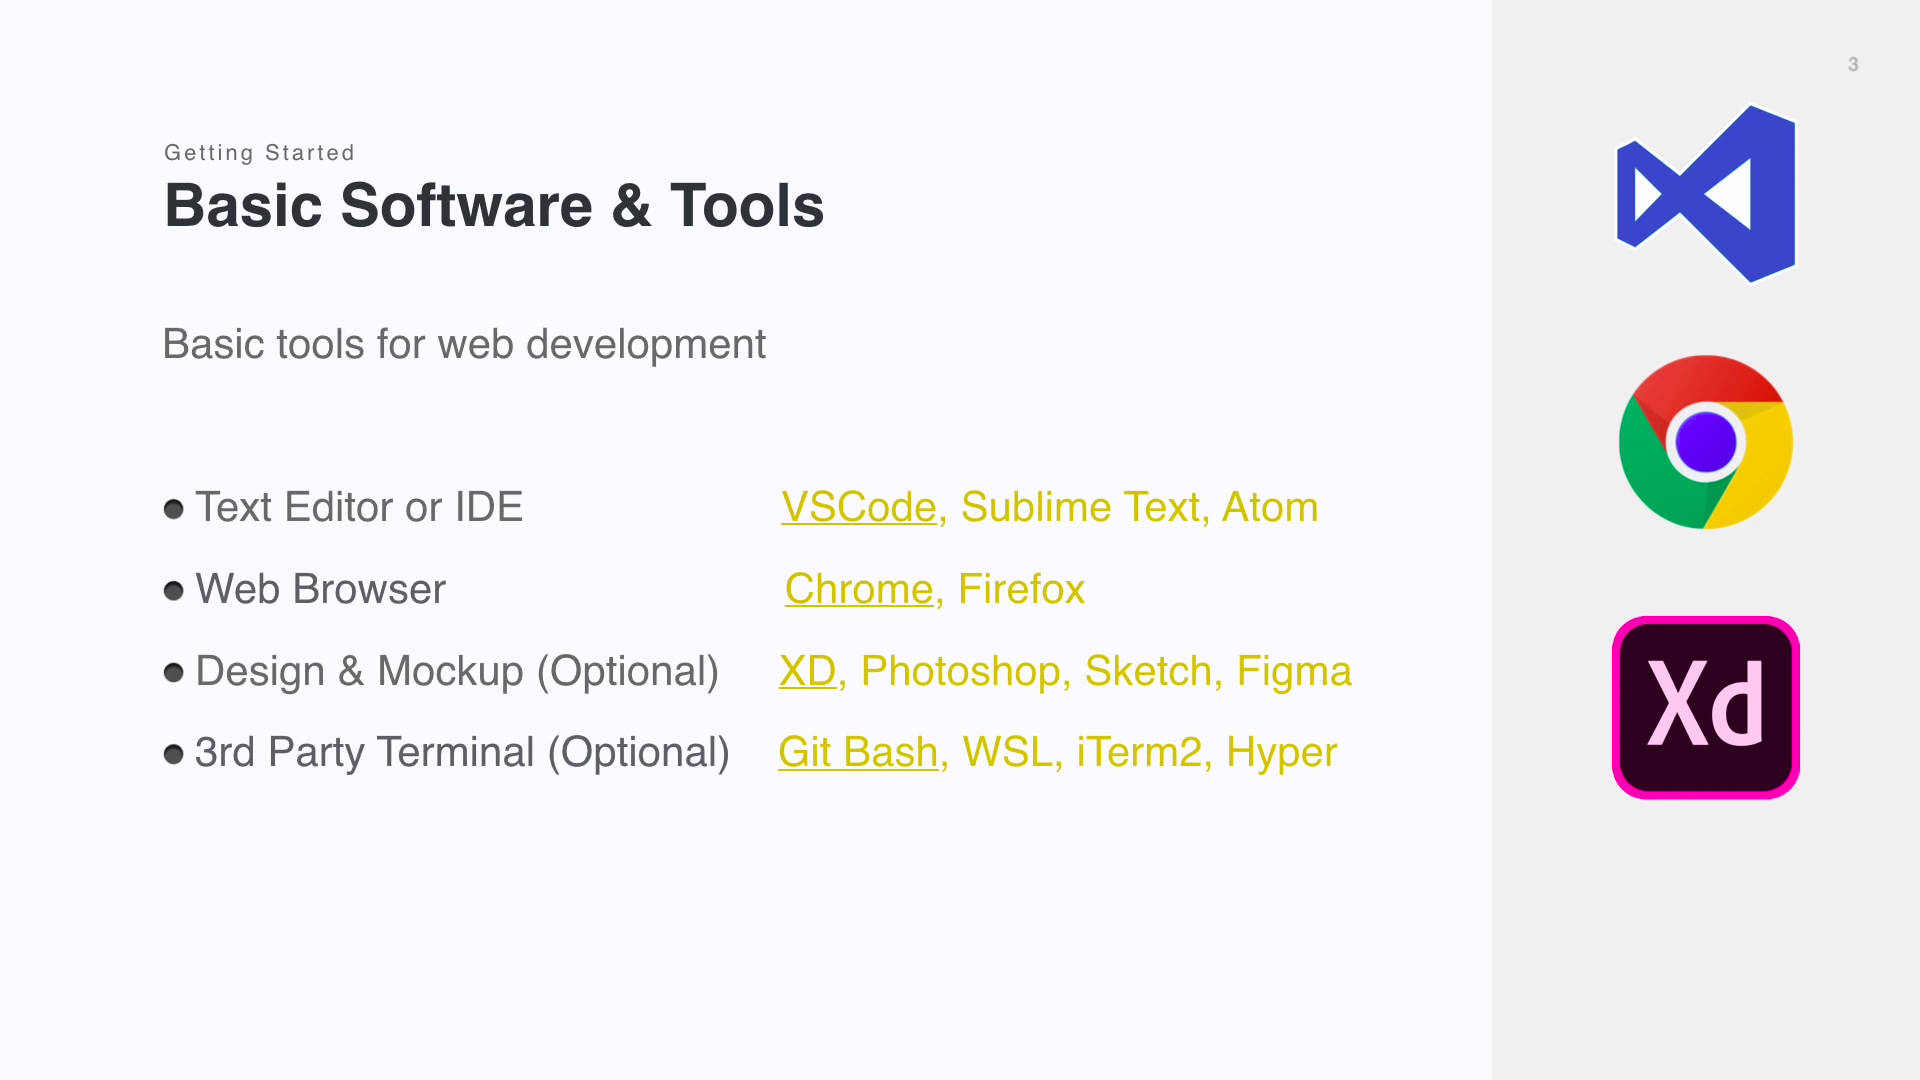 3
Getting Started
Basic Software & Tools
Basic tools for web development
Text Editor or IDE VSCode, Sublime Text, Atom
Web Browser Chrome, Firefox
Design & Mockup (Optional) XD, Photoshop, Sketch, Figma
3rd Party Terminal (Optional) Git Bash, WSL, iTerm2, Hyper
Xd